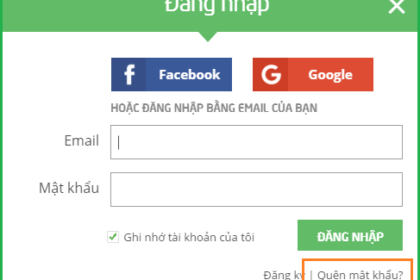 Đăng nhập
Facebook
Google
HOẶC ĐĂNG NHẬP BẰNG EMAIL CỦA BẠN
Email
Mật khẩu
Ghi nhớ tài khoản của tôi
ĐĂNG NHẬP
Đăng ký | Quên mật khẩu?